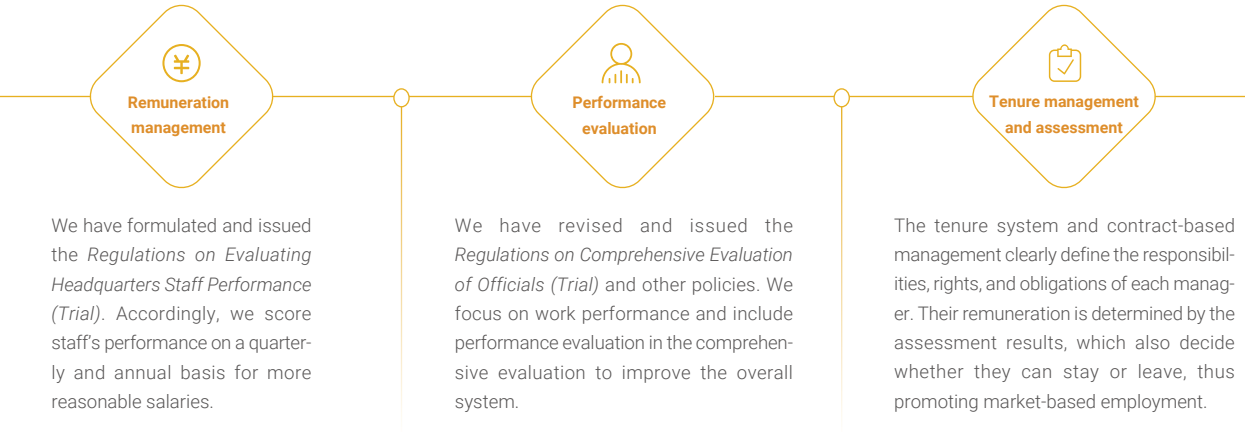 Remuneration
management
We have formulated and issued
the Regulations on Evaluating
Headquarters Staff Performance
(Trial). Accordingly, we score
staff's performance on a quarter-
ly and annual basis for more
reasonable salaries.
Performance
evaluation
We have revised and issued the
Regulations on Comprehensive Evaluation
of Officials (Trial) and other policies. We
focus on work performance and include
performance evaluation in the comprehen-
sive evaluation to improve the overall
system.
Tenure management
and assessment
The tenure system and contract-based
management clearly define the responsibil-
ities, rights, and obligations of each manag-
er. Their remuneration is determined by the
assessment results, which also decide
whether they can stay or leave, thus
promoting market-based employment.